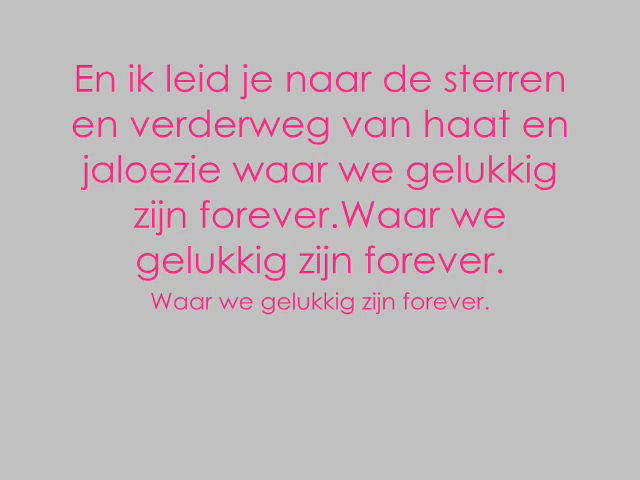 En ik leid je naar de sterren
en verderweg van haat en
jaloezie waar we gelukkig
zijn forever.Waar we
gelukkig zijn forever.
Waar we gelukkig zijn forever.